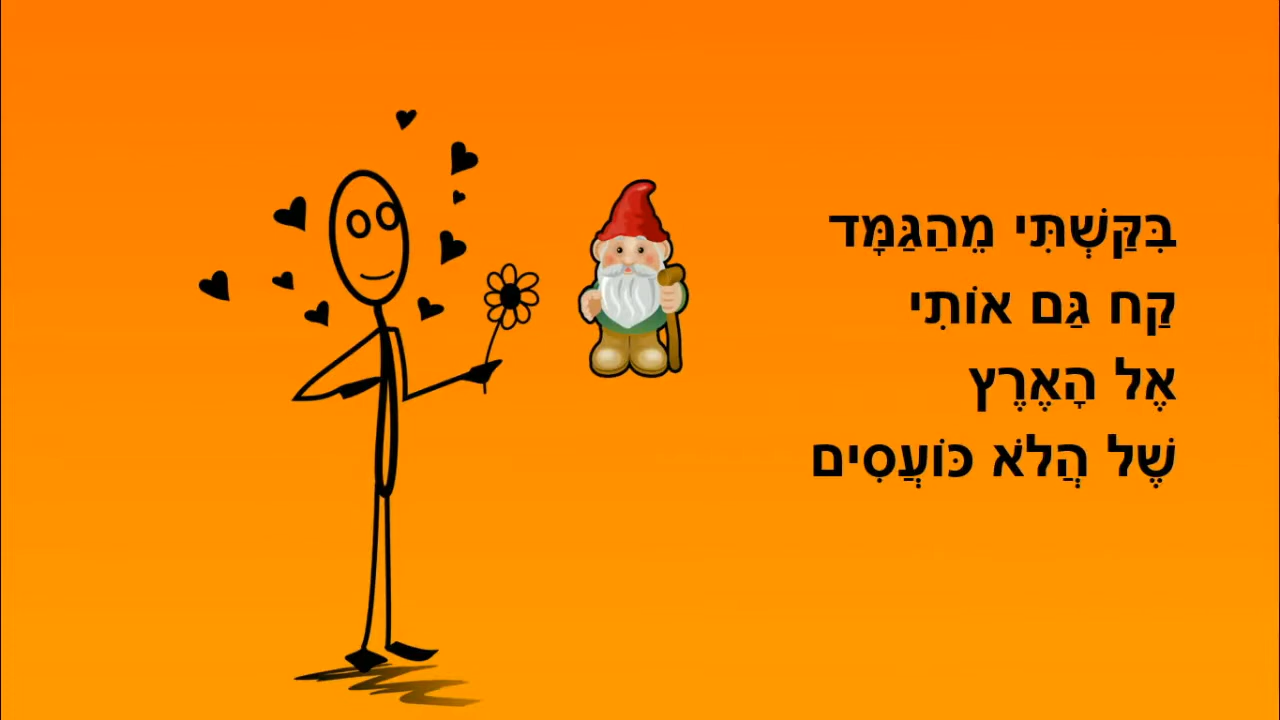 בִּקַּשְׁתִּי מֵהַגַּמָּד
קַח גַּם אוֹתִי
אֶל הָאֶרֶץ
שֶׁל הֲלֹא כּוֹעֲסִים